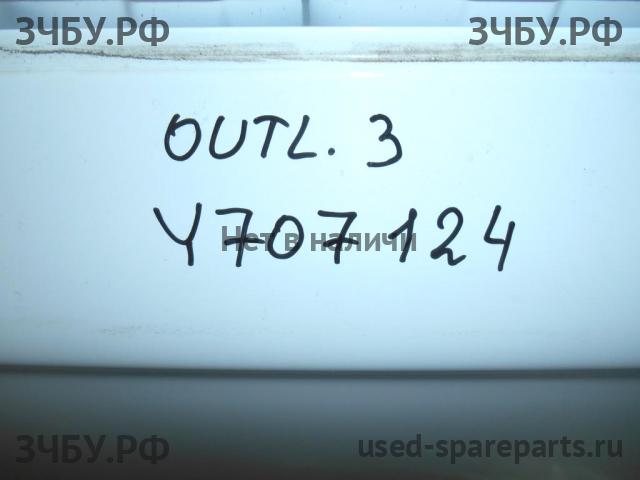 ЗЧБУ.РФ ЗЧБУ.РФ
OUTL. 3
Y707124
Нет в наличи
ЗЧБУ.РФ used-spareparts.ru